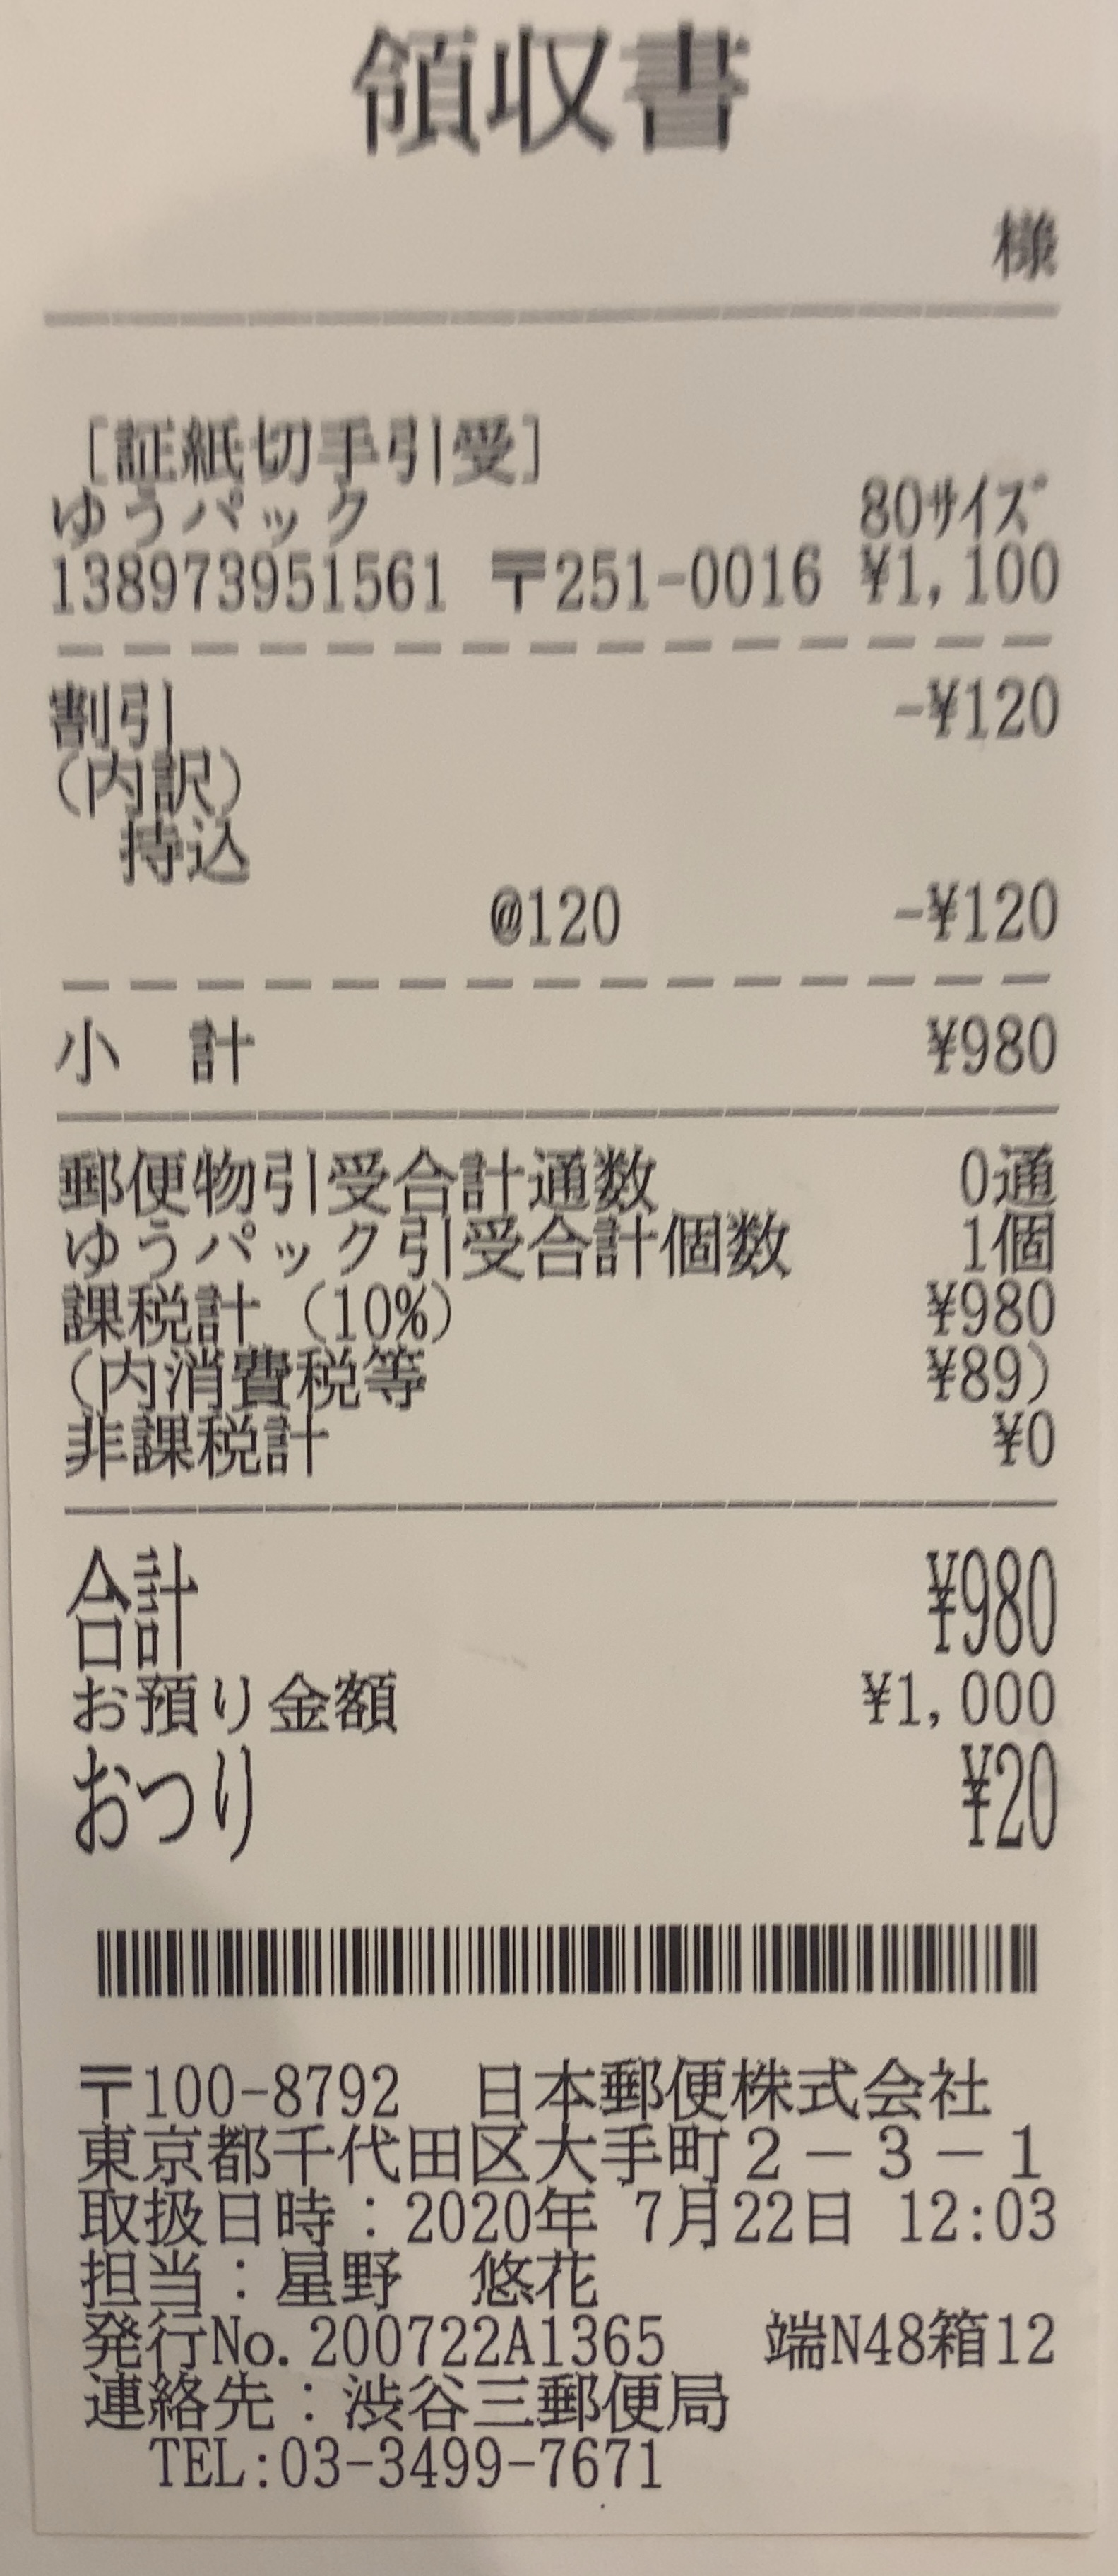 領収書
様
[証紙切手引受]
ゆうパック 80ｻｲｽﾞ
138973951561 〒251-0016 ¥1,100
割引 -¥120
(内訳)
持込
@120 -¥120
小 計 ¥980
郵便物引受合計通数 0通
ゆうパック引受合計個数 1個
課税計 (10%) ¥980
(内消費税等 ¥89)
非課税計 ¥0
合計 ¥980
お預り金額 ¥1,000
おつり ¥20
〒100-8792 日本郵便株式会社
東京都千代田区大手町２－３－１
取扱日時：2020年 7月22日 12:03
担当：星野 悠花
発行No.200722A1365 端N48箱12
連絡先：渋谷三郵便局
TEL:03-3499-7671